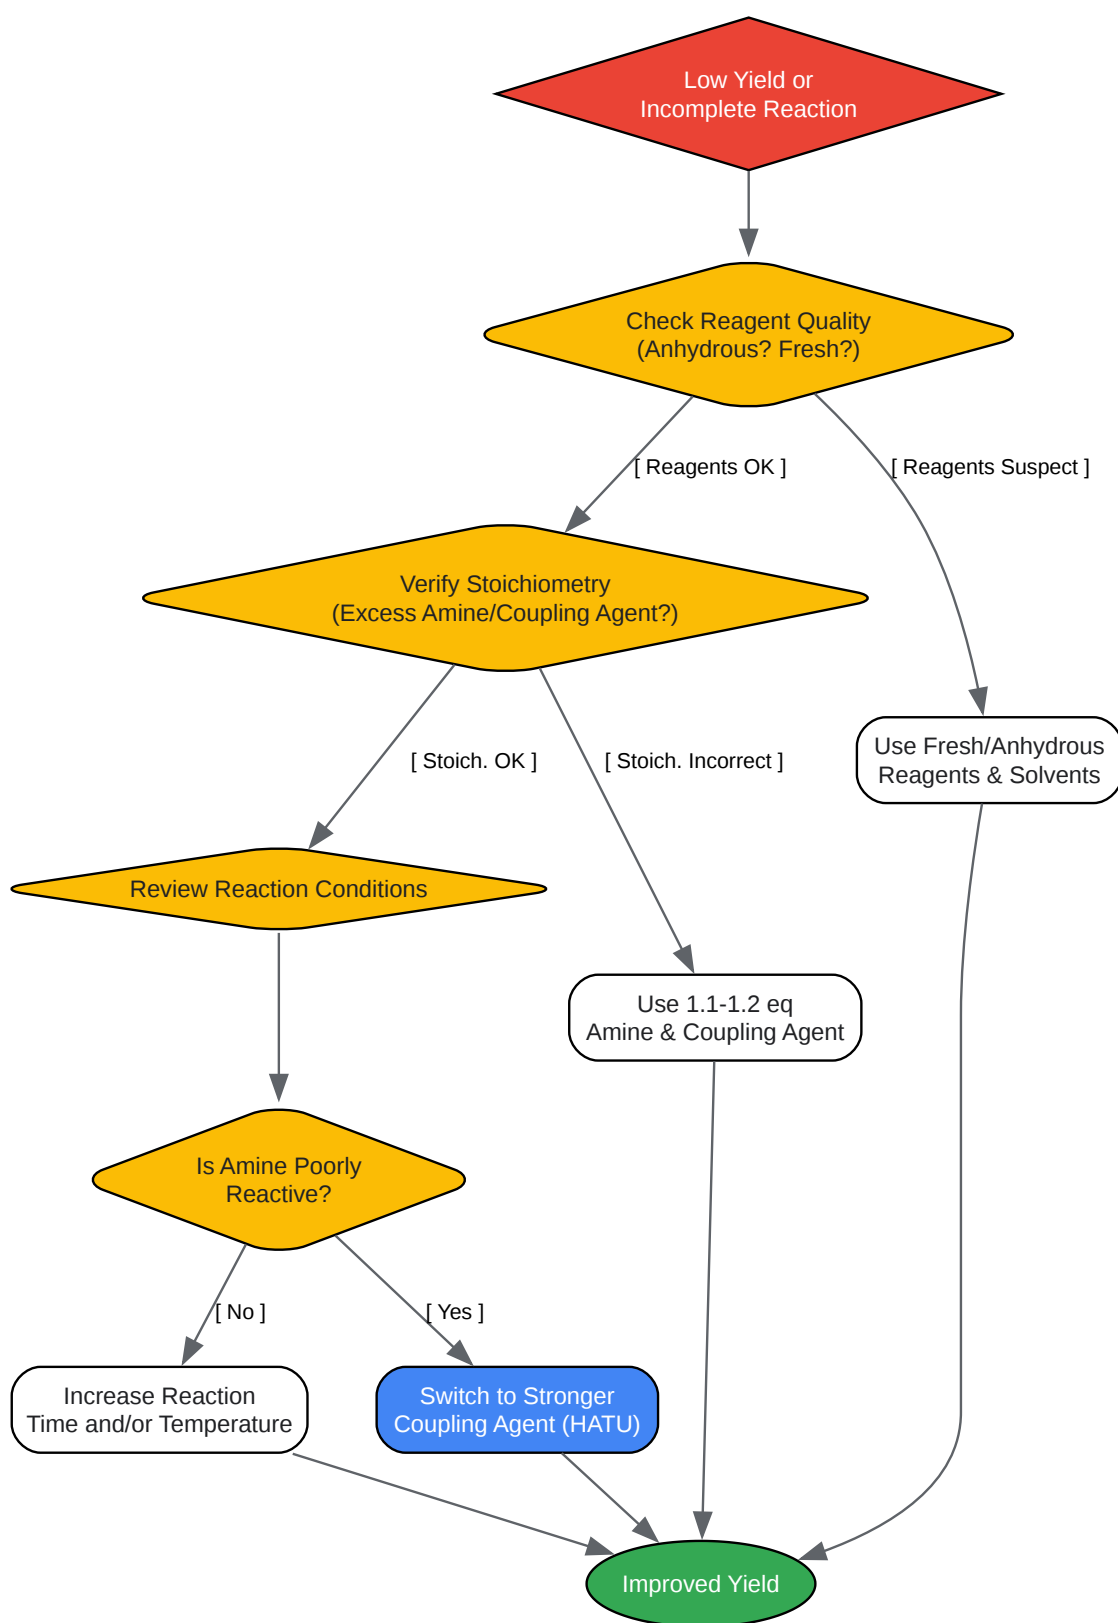 Low Yield or
Incomplete Reaction
Check Reagent Quality
(Anhydrous? Fresh?)
[ Reagents OK ]
[ Reagents Suspect ]
Verify Stoichiometry
(Excess Amine/Coupling Agent?)
Use Fresh/Anhydrous
Reagents & Solvents
[ Stoich. OK ]
[ Stoich. Incorrect ]
Review Reaction Conditions
Use 1.1-1.2 eq
Amine & Coupling Agent
Is Amine Poorly
Reactive?
[ No ]
[ Yes ]
Increase Reaction
Time and/or Temperature
Switch to Stronger
Coupling Agent (HATU)
Improved Yield